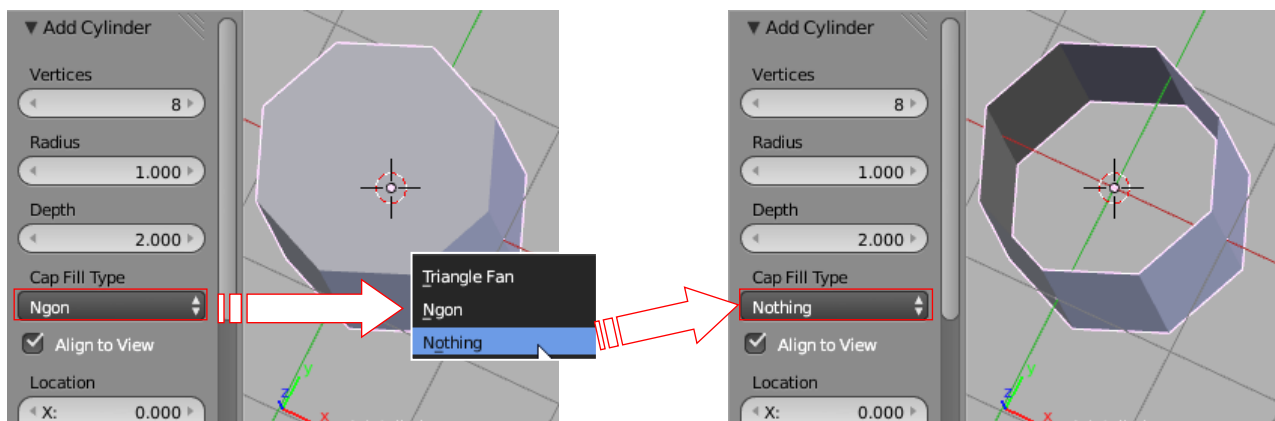 ▼ Add Cylinder
Vertices
8
Radius
1.000
Depth
2.000
Cap Fill Type
Ngon
Align to View
Location
X: 0.000
z y x
Triangle Fan
Ngon
Nothing
▼ Add Cylinder
Vertices
8
Radius
1.000
Depth
2.000
Cap Fill Type
Nothing
Align to View
Location
X: 0.000
z y x